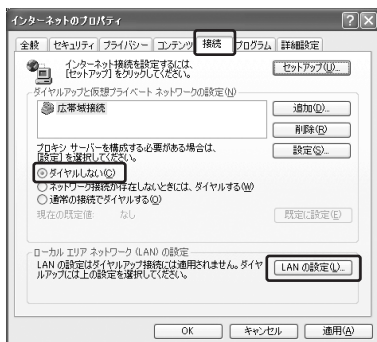 インターネットのプロパティ
全般 セキュリティ プライバシー コンテンツ 接続 プログラム 詳細設定
インターネット接続を設定するには、
[セットアップ] をクリックしてください。
セットアップ(U)...
ダイヤルアップと仮想プライベート ネットワークの設定(N)
広帯域接続
追加(D)...
削除(R)
プロキシ サーバーを構成する必要がある場合は、
[設定] を選択してください。
設定(S)...
ダイヤルしない(C)
ネットワーク接続が存在しないときには、ダイヤルする(W)
通常の接続でダイヤルする(O)
現在の既定値: なし
既定に設定(E)
ローカル エリア ネットワーク (LAN) の設定
LAN の設定はダイヤルアップ接続には適用されません。ダイヤ
ルアップには上の設定を選択してください。
LAN の設定(L)...
OK キャンセル 適用(A)